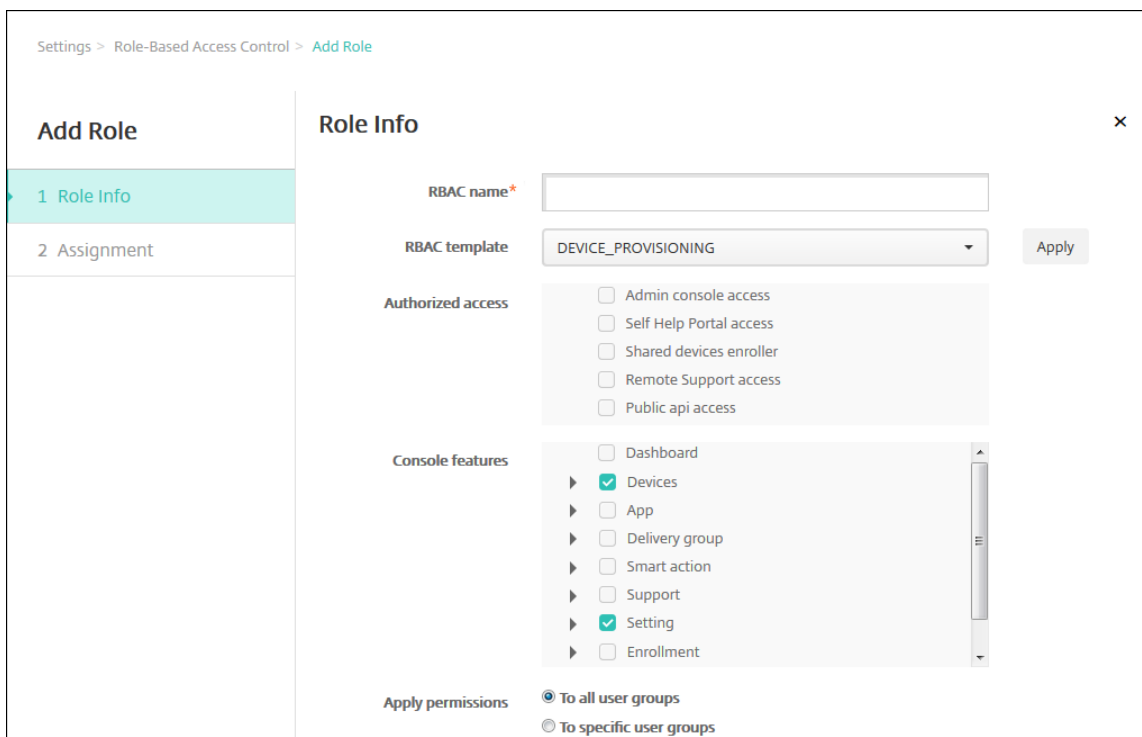 Settings > Role-Based Access Control > Add Role
Add Role
1 Role Info
2 Assignment
Role Info
×
RBAC name*
RBAC template
DEVICE_PROVISIONING
Apply
Authorized access
Admin console access
Self Help Portal access
Shared devices enroller
Remote Support access
Public api access
Console features
Dashboard
Devices
App
Delivery group
Smart action
Support
Setting
Enrollment
Apply permissions
To all user groups
To specific user groups